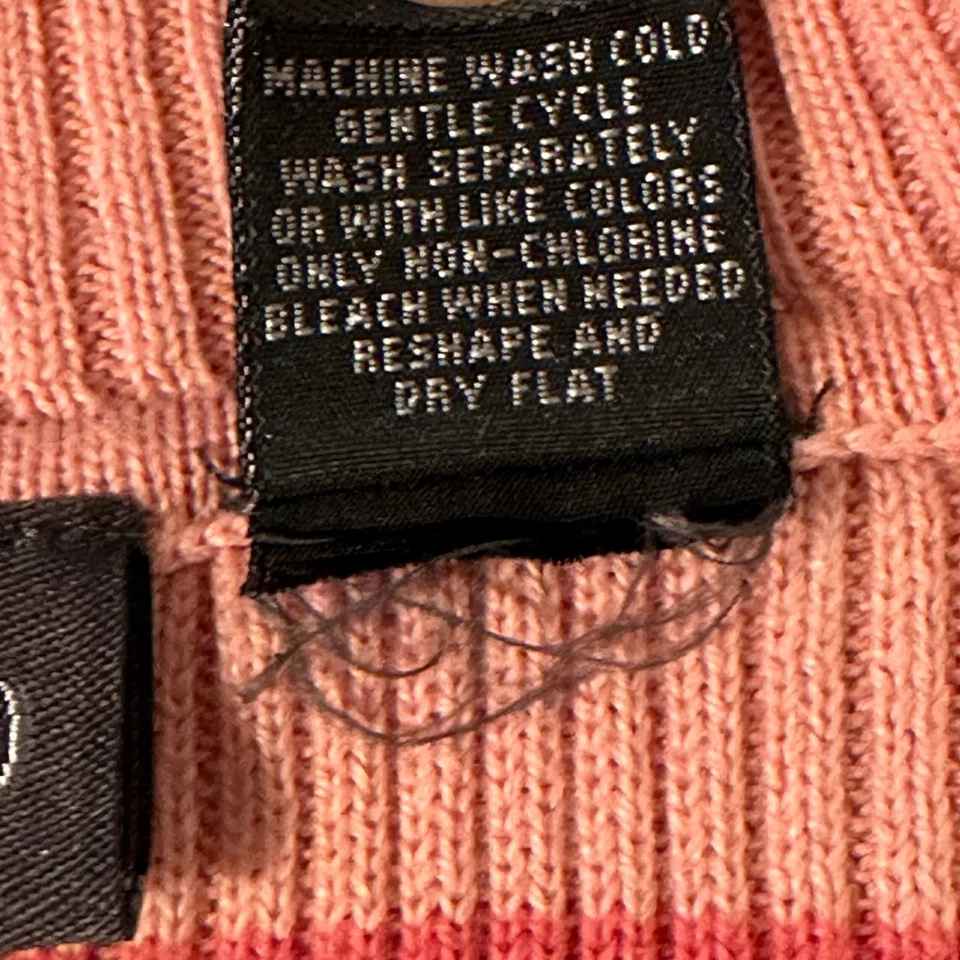 MACHINE WASH COLD
GENTLE CYCLE
WASH SEPARATELY
OR WITH LIKE COLORS
ONLY NON-CHLORINE
BLEACH WHEN NEEDED
RESHAPE AND
DRY FLAT